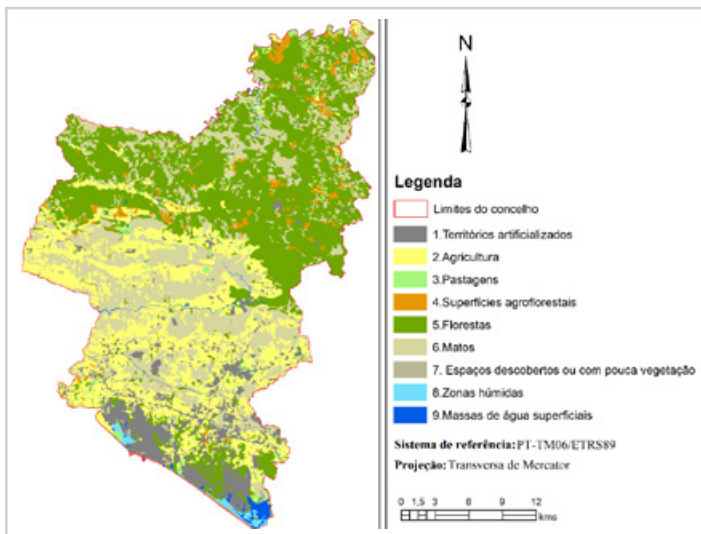 N
Legenda
Limites do concelho
1.Territórios artificializados
2.Agricultura
3.Pastagens
4.Superfícies agroflorestais
5.Florestas
6.Matos
7. Espaços descobertos ou com pouca vegetação
8.Zonas húmidas
9.Massas de água superficiais
Sistema de referência:PT-TM06/ETRS89
Projeção: Transversa de Mercator
0 1,5 3 6 9 12
kms